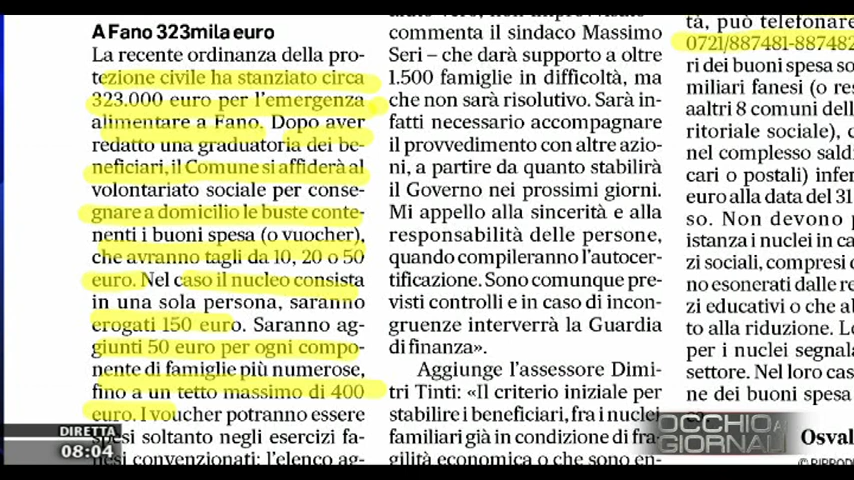 A Fano 323mila euro
La recente ordinanza della pro-
tezione civile ha stanziato circa
323.000 euro per l'emergenza
alimentare a Fano. Dopo aver
redatto una graduatoria dei be-
neficiari, il Comune si affiderà al
volontariato sociale per conse-
gnare a domicilio le buste conte-
nenti i buoni spesa (o vuocher),
che avranno tagli da 10, 20 o 50
euro. Nel caso il nucleo consista
in una sola persona, saranno
erogati 150 euro. Saranno ag-
giunti 50 euro per ogni compo-
nente di famiglie più numerose,
fino a un tetto massimo di 400
euro. I voucher potranno essere
spesi soltanto negli esercizi fa-
nesi convenzionati: l'elenco ag-
commenta il sindaco Massimo
Seri – che darà supporto a oltre
1.500 famiglie in difficoltà, ma
che non sarà risolutivo. Sarà in-
fatti necessario accompagnare
il provvedimento con altre azio-
ni, a partire da quanto stabilirà
il Governo nei prossimi giorni.
Mi appello alla sincerità e alla
responsabilità delle persone,
quando compileranno l'autocer-
tificazione. Sono comunque pre-
visti controlli e in caso di incon-
gruenze interverrà la Guardia
di finanza».
Aggiunge l'assessore Dimi-
tri Tinti: «Il criterio iniziale per
stabilire i beneficiari, fra i nuclei
familiari già in condizione di fra-
gilità economica o che sono en-
tà, può telefonare
0721/887481-887482
ri dei buoni spesa so
miliari fanesi (o res
aaltri 8 comuni dell
ritoriale sociale), c
nel complesso sald
cari o postali) infer
euro alla data del 31
so. Non devono p
istanza i nuclei in ca
zi sociali, compresi c
no esonerati dalle re
zi educativi o che ab
to alla riduzione. Lo
per i nuclei segnala
settore. Nel loro cas
ne dei buoni spesa
Osval
DIRETTA
08:04
OCCHIO AI
GIORNALI